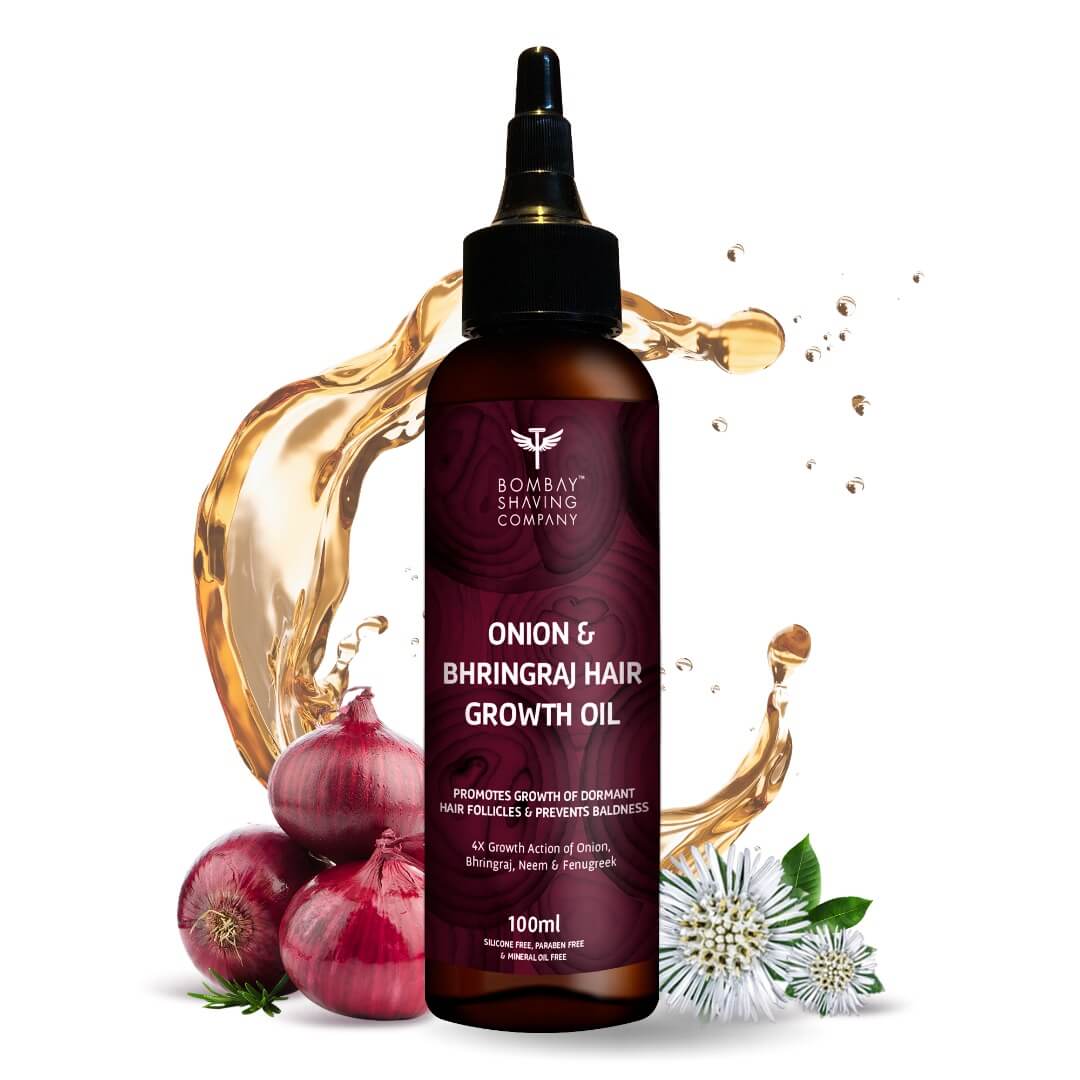 BOMBAY™
SHAVING
COMPANY
ONION &
BHRINGRAJ HAIR
GROWTH OIL
PROMOTES GROWTH OF DORMANT
HAIR FOLLICLES & PREVENTS BALDNESS
4X Growth Action of Onion,
Bhringraj, Neem & Fenugreek
100ml
SILICONE FREE, PARABEN FREE
& MINERAL OIL FREE